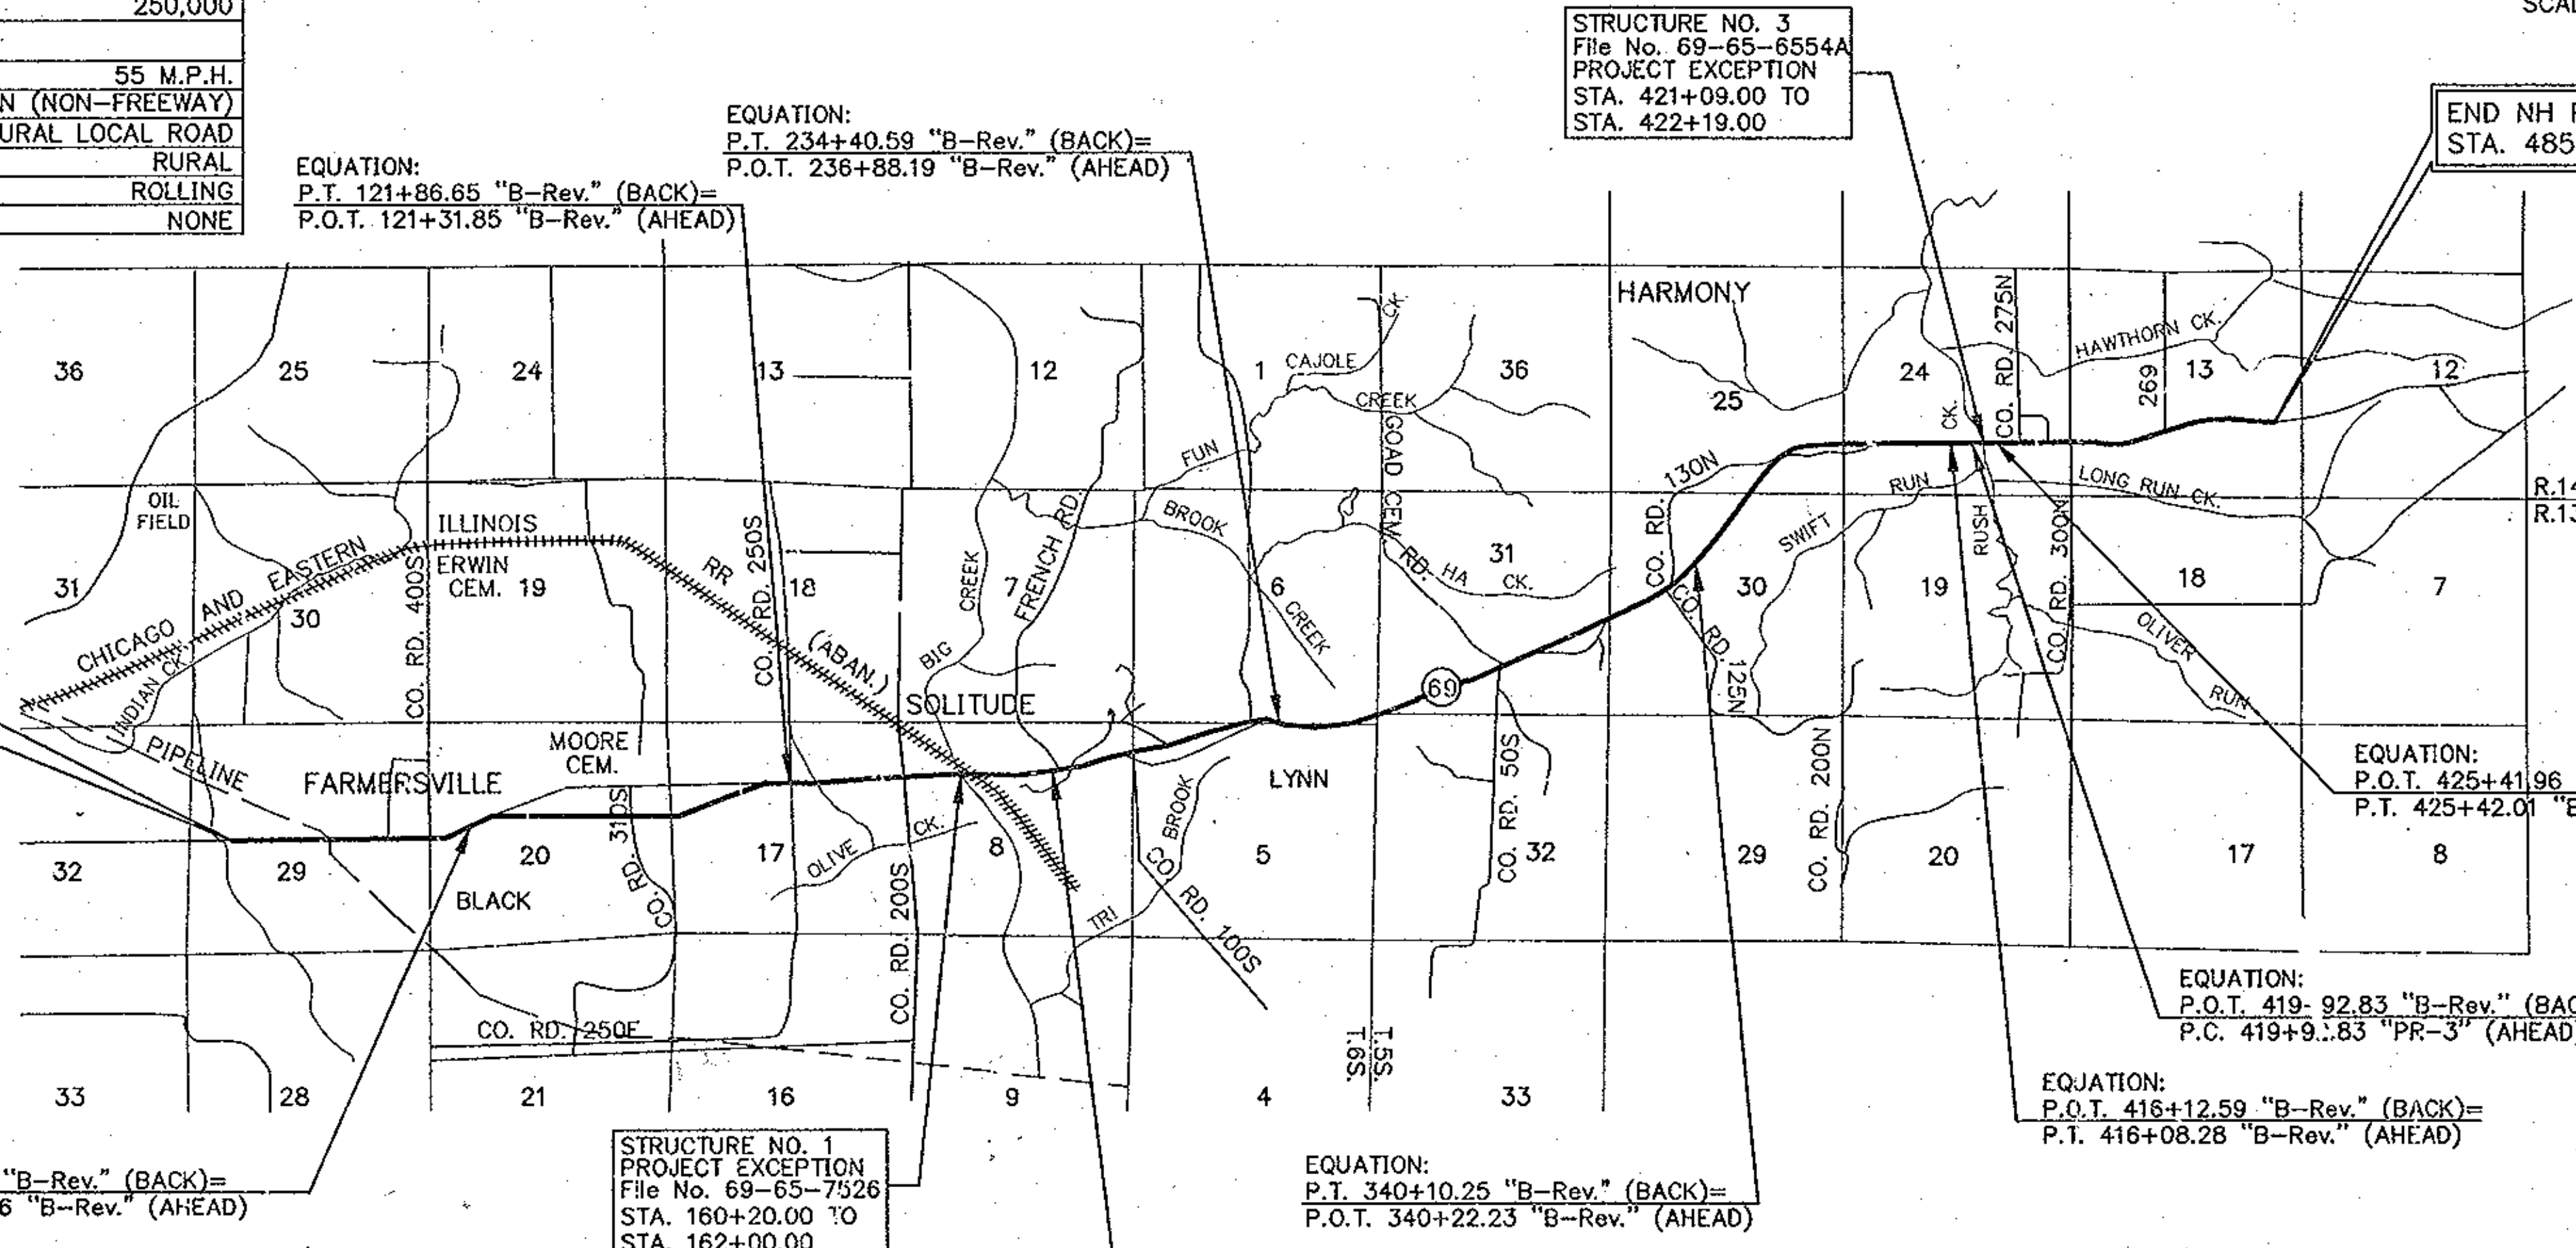 250,000
55 M.P.H.
(NON-FREEWAY)
LOCAL ROAD
RURAL
ROLLING
NONE
STRUCTURE NO. 3
File No. 69-65-6554A
PROJECT EXCEPTION
STA. 421+09.00 TO
STA. 422+19.00
END NH
STA. 485
EQUATION:
P.T. 234+40.59 "B-Rev." (BACK)=
P.O.T. 236+88.19 "B-Rev." (AHEAD)
EQUATION:
P.T. 121+86.65 "B-Rev." (BACK)=
P.O.T. 121+31.85 "B-Rev." (AHEAD)
HARMONY
36
25
24
13
12
1
CAJOLE
CREEK
CK.
36
25
24
CO. RD. 275N
HAWTHORN CK.
269
13
12
GOAD CEM. RD.
FUN
BROOK
CREEK
130N
CO. RD.
RUN
SWIFT
CK.
RUSH
LONG RUN CK.
OIL
FIELD
ILLINOIS
CHICAGO AND EASTERN
ERWIN
CEM.
RR
(ABAN.)
CO. RD. 250S
CO. RD. 400S
BIG
CREEK
FRENCH RD.
HA CK.
31
30
19
18
7
6
31
30
19
18
7
CO. RD. 125N
CO. RD. 300N
OLIVER
RUN
INDIAN CK.
PIPELINE
SOLITUDE
69
MOORE
CEM.
FARMERSVILLE
LYNN
CO. RD. 310S
CO. RD. 50S
CO. RD. 200N
EQUATION:
P.O.T. 425+41.96
P.T. 425+42.01
32
29
20
17
8
5
32
29
20
17
8
OLIVE CK.
BROOK
TRI
BLACK
CO. RD. 200S
CO. RD. 100S
CO. RD. 250E
T.5S.
T.6S.
33
28
21
16
9
4
33
EQUATION:
P.O.T. 419- 92.83 "B-Rev."
P.C. "PR-3" (AHEAD
EQUATION:
P.O.T. 416+12.59 "B-Rev." (BACK)=
P.T. 416+08.28 "B-Rev." (AHEAD)
"B-Rev." (BACK)=
6 "B-Rev." (AHEAD)
STRUCTURE NO. 1
PROJECT EXCEPTION
File No. 69-65-7526
STA. 160+20.00 TO
STA. 162+00.00
EQUATION:
P.T. 340+10.25 "B-Rev." (BACK)=
P.O.T. 340+22.23 "B-Rev." (AHEAD)